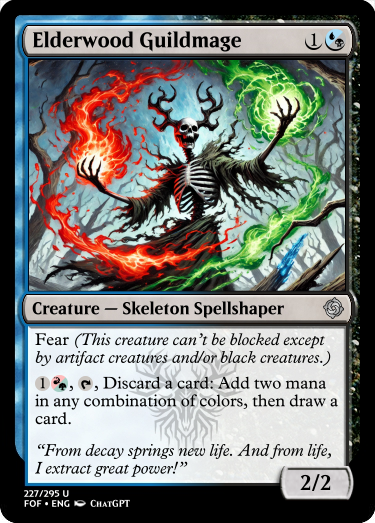 Elderwood Guildmage 1
Creature — Skeleton Spellshaper
Fear (This creature can't be blocked except
by artifact creatures and/or black creatures.)
1, Discard a card: Add two mana
in any combination of colors, then draw a
card.
“From decay springs new life. And from life,
I extract great power!”
2/2
227/295 U
FOF • ENG ChatGPT